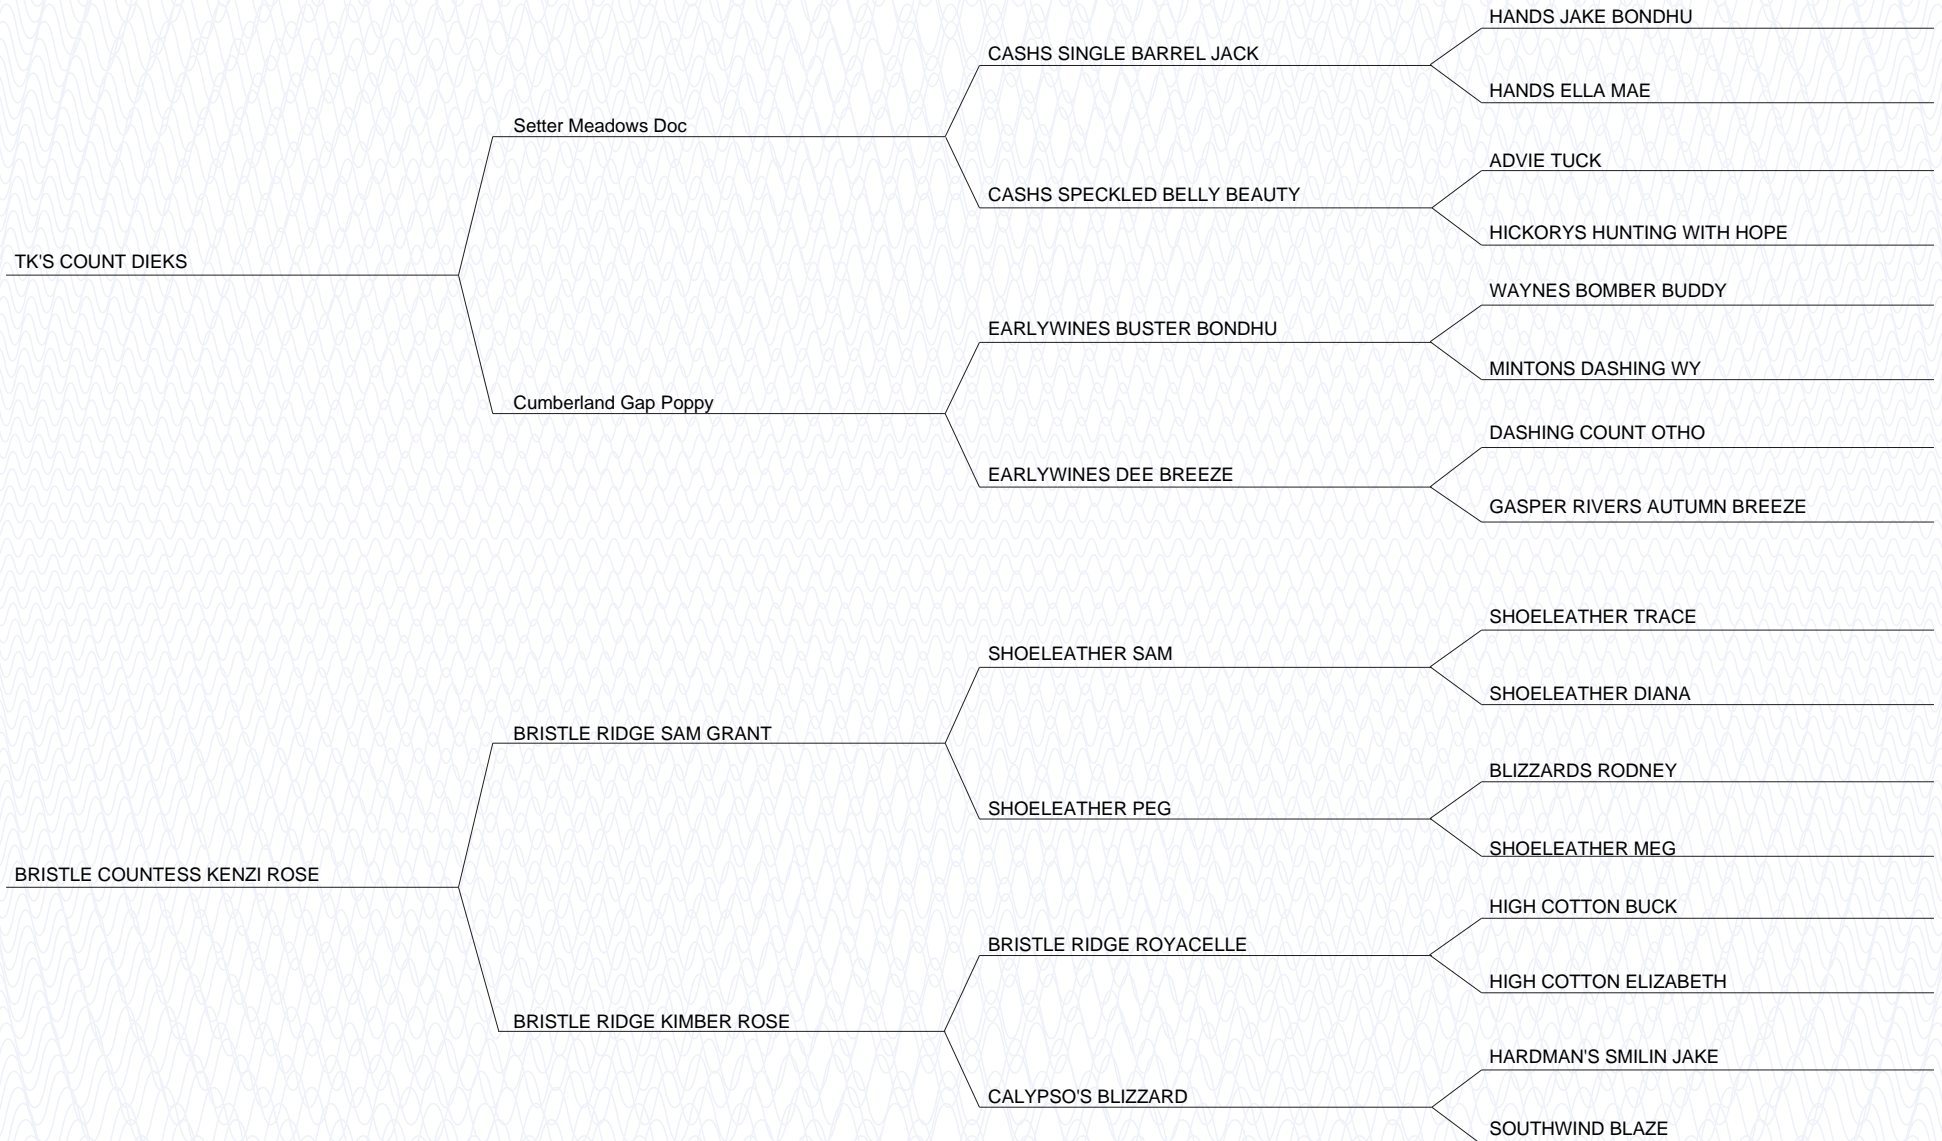 HANDS JAKE BONDHU
CASHS SINGLE BARREL JACK
HANDS ELLA MAE
Setter Meadows Doc
ADVIE TUCK
CASHS SPECKLED BELLY BEAUTY
HICKORYS HUNTING WITH HOPE
TK'S COUNT DIEKS
WAYNES BOMBER BUDDY
EARLYWINES BUSTER BONDHU
MINTONS DASHING WY
Cumberland Gap Poppy
DASHING COUNT OTHO
EARLYWINES DEE BREEZE
GASPER RIVERS AUTUMN BREEZE
SHOELEATHER TRACE
SHOELEATHER SAM
SHOELEATHER DIANA
BRISTLE RIDGE SAM GRANT
BLIZZARDS RODNEY
SHOELEATHER PEG
SHOELEATHER MEG
BRISTLE COUNTESS KENZI ROSE
HIGH COTTON BUCK
BRISTLE RIDGE ROYACELLE
HIGH COTTON ELIZABETH
BRISTLE RIDGE KIMBER ROSE
HARDMAN'S SMILIN JAKE
CALYPSO'S BLIZZARD
SOUTHWIND BLAZE